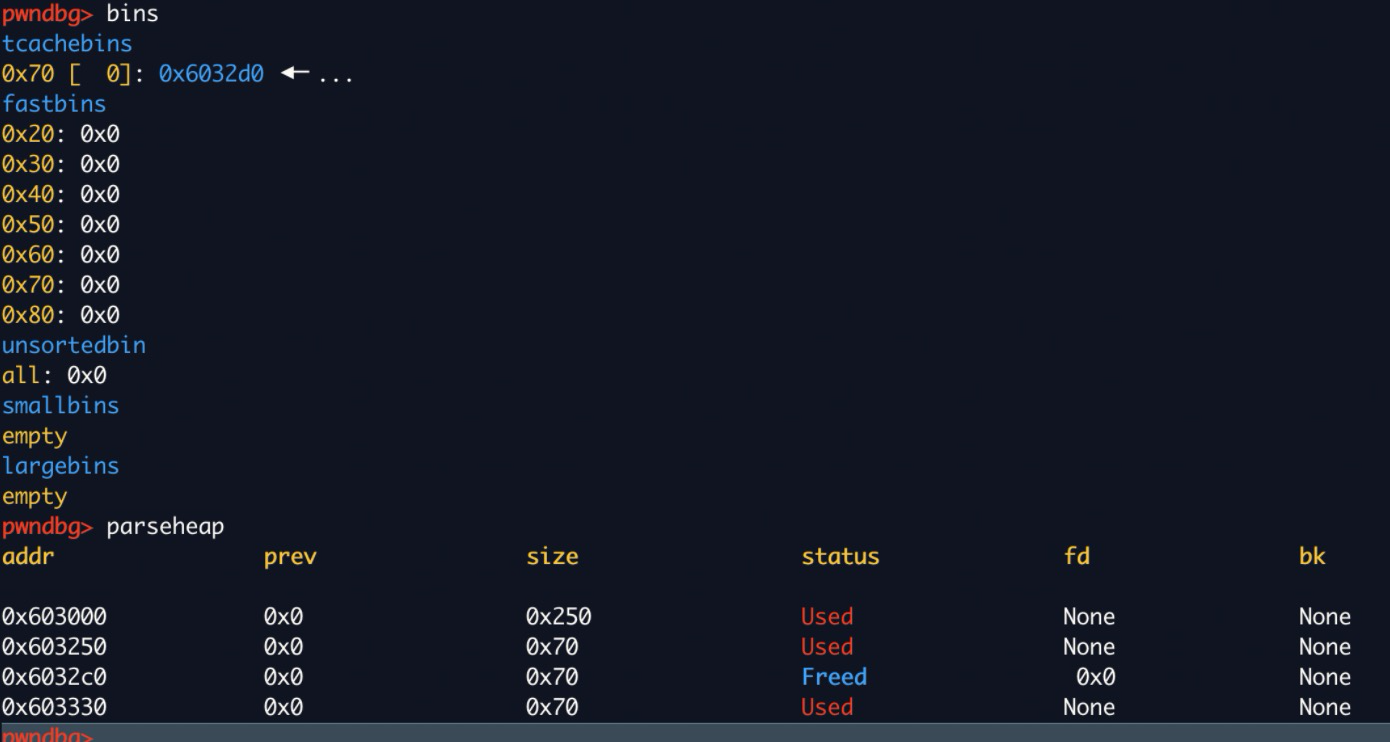 pwndbg> bins
tcachebins
0x70 [  0]: 0x6032d0 ◂— ...
fastbins
0x20: 0x0
0x30: 0x0
0x40: 0x0
0x50: 0x0
0x60: 0x0
0x70: 0x0
0x80: 0x0
unsortedbin
all: 0x0
smallbins
empty
largebins
empty
pwndbg> parseheap
addr prev size status fd bk
0x603000 0x0 0x250 Used None None
0x603250 0x0 0x70 Used None None
0x6032c0 0x0 0x70 Freed 0x0 None
0x603330 0x0 0x70 Used None None
pwndbg>